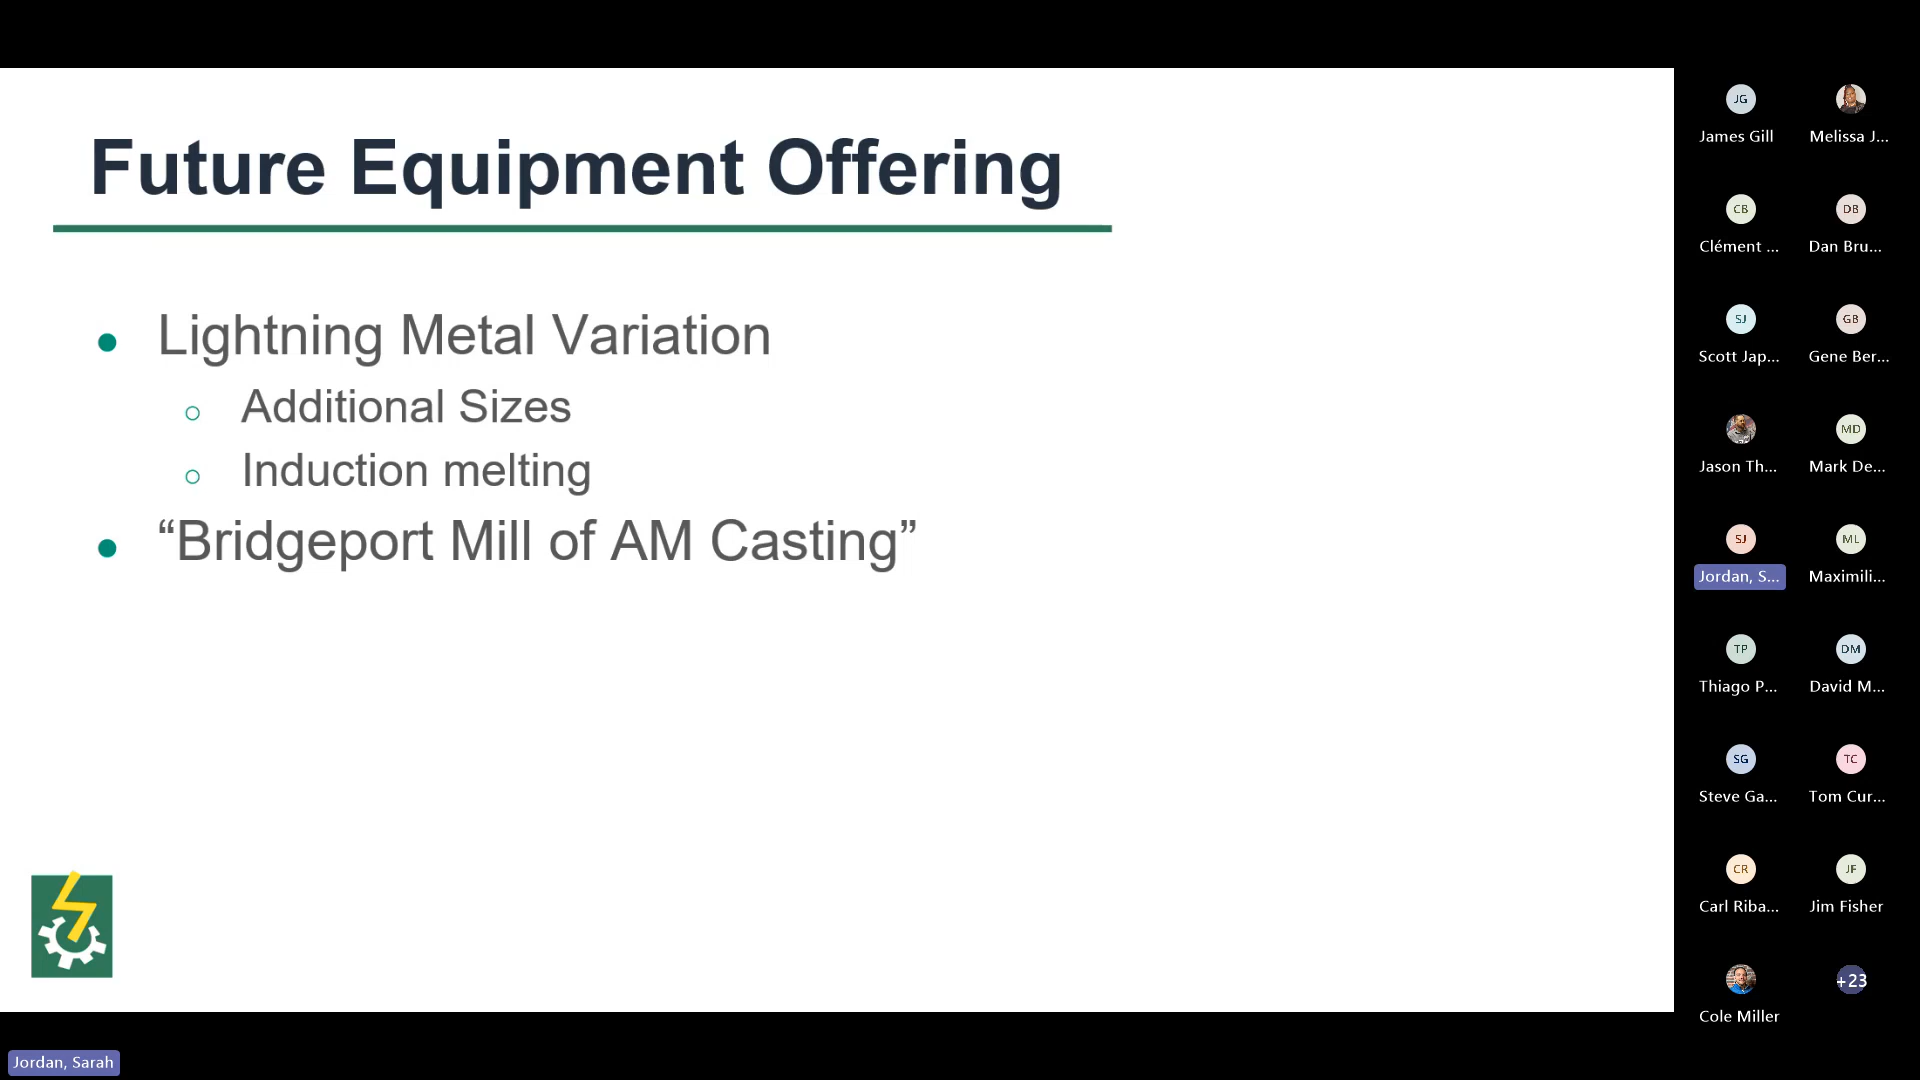 Future Equipment Offering
Lightning Metal Variation
Additional Sizes
Induction melting
“Bridgeport Mill of AM Casting”
JG
James Gill
Melissa J...
CB
Clément ...
DB
Dan Bru...
SJ
Scott Jap...
GB
Gene Ber...
Jason Th...
MD
Mark De...
SJ
Jordan, S...
ML
Maximili...
TP
Thiago P...
DM
David M...
SG
Steve Ga...
TC
Tom Cur...
CR
Carl Riba...
JF
Jim Fisher
Cole Miller
+23
Jordan, Sarah